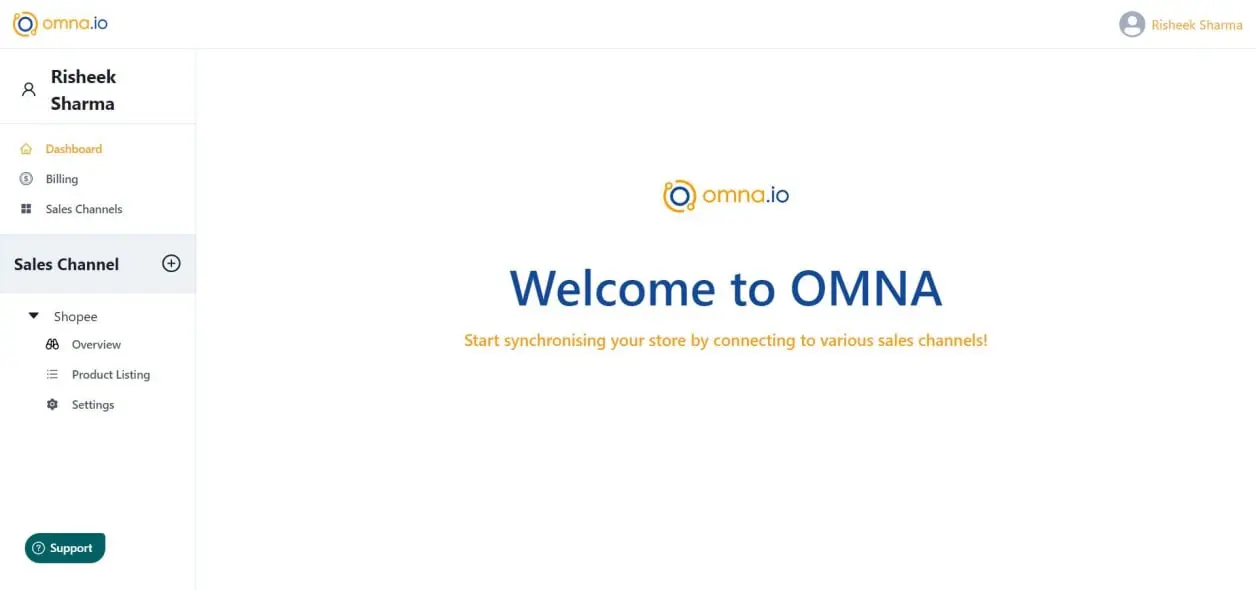 omna.io
Risheek Sharma
Risheek
Sharma
Dashboard
Billing
Sales Channels
Sales Channel
Shopee
Overview
Product Listing
Settings
Support
omna.io
Welcome to OMNA
Start synchronising your store by connecting to various sales channels!